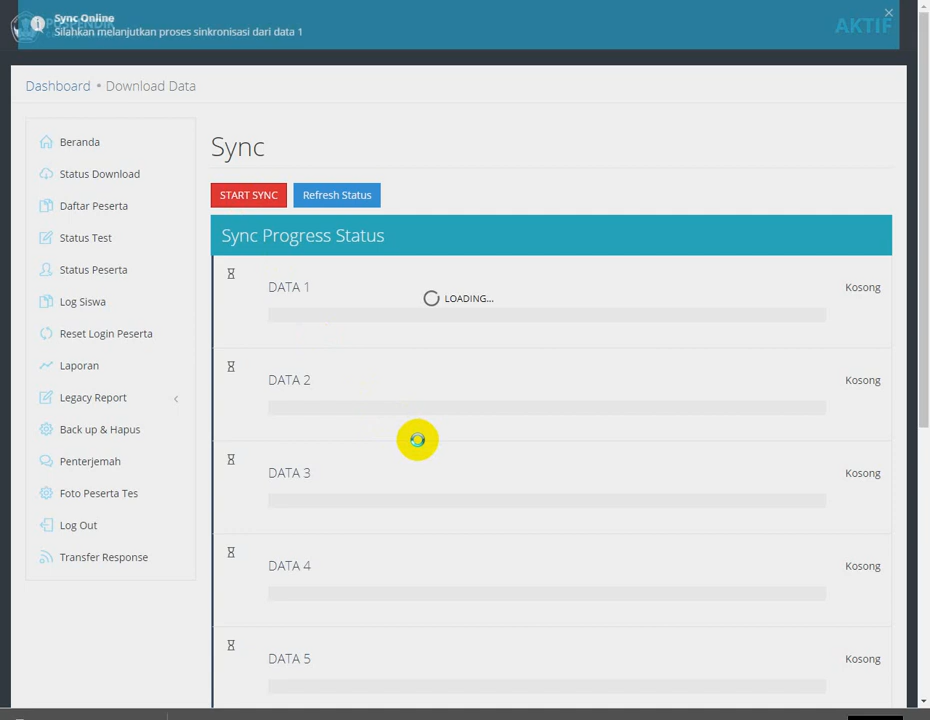 Sync Online
Silahkan melanjutkan proses sinkronisasi dari data 1
AKTIF
Dashboard • Download Data
Beranda
Status Download
Daftar Peserta
Status Test
Status Peserta
Log Siswa
Reset Login Peserta
Laporan
Legacy Report
Back up & Hapus
Penterjemah
Foto Peserta Tes
Log Out
Transfer Response
Sync
START SYNC
Refresh Status
Sync Progress Status
DATA 1
Kosong
LOADING...
DATA 2
Kosong
DATA 3
Kosong
DATA 4
Kosong
DATA 5
Kosong